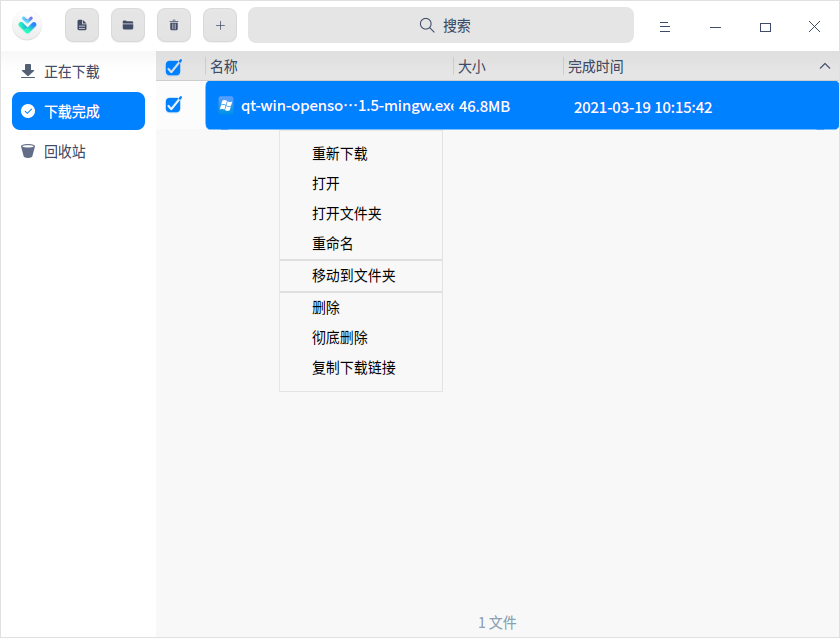 搜索
正在下载
下载完成
回收站
名称 大小 完成时间
qt-win-openso···1.5-mingw.exe 46.8MB 2021-03-19 10:15:42
重新下载
打开
打开文件夹
重命名
移动到文件夹
删除
彻底删除
复制下载链接
1 文件